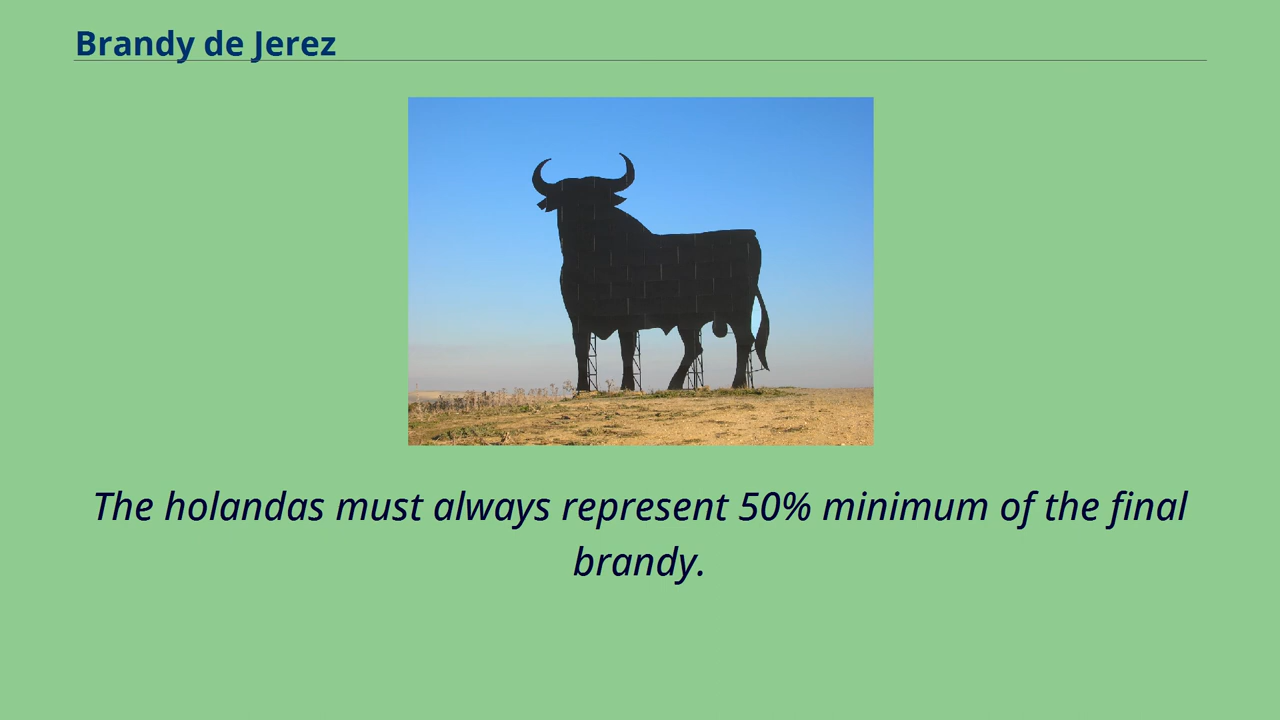 Brandy de Jerez
The holandas must always represent 50% minimum of the final
brandy.